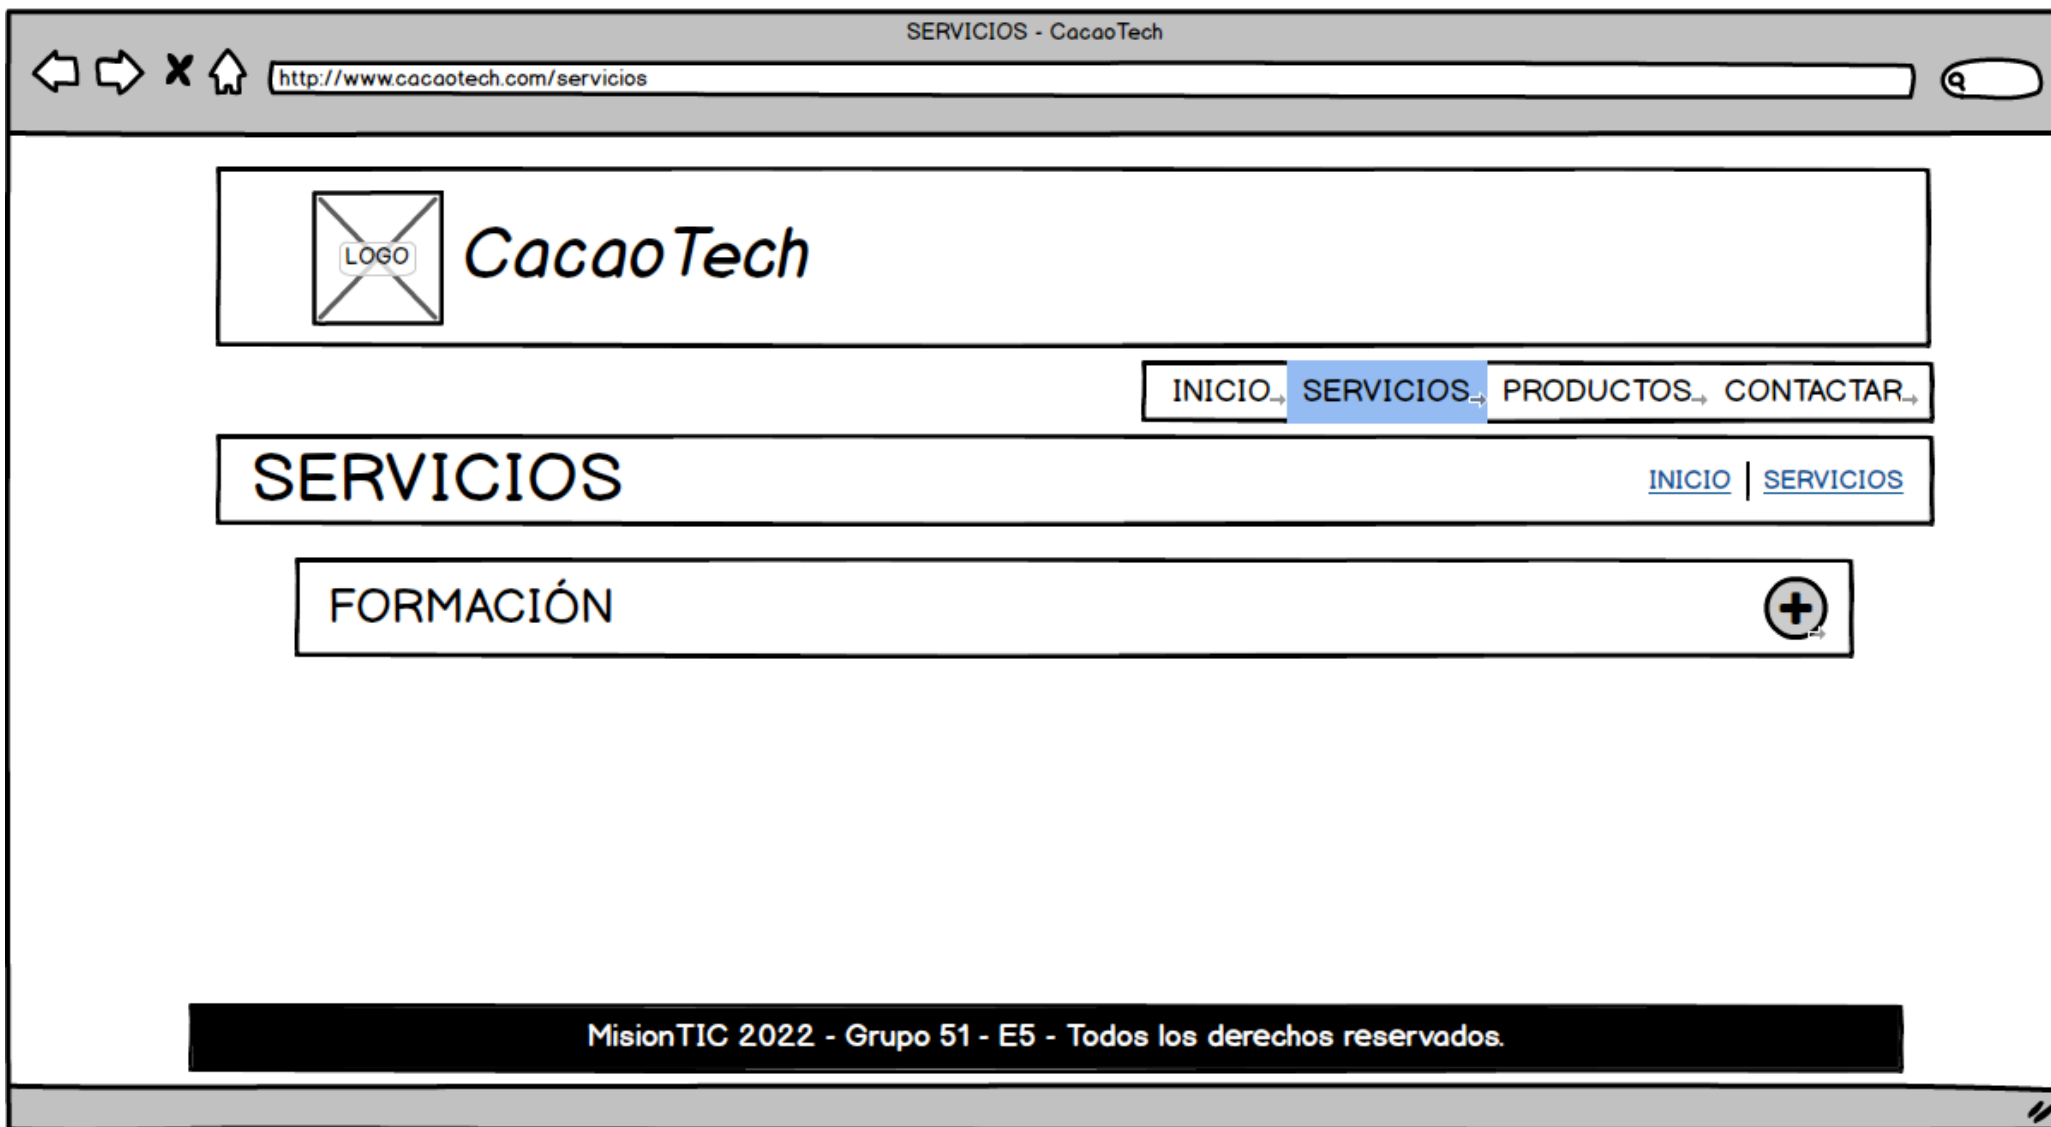 SERVICIOS - CacaoTech
http://www.cacaotech.com/servicios
LOGO
CacaoTech
INICIO SERVICIOS PRODUCTOS CONTACTAR
SERVICIOS
INICIO | SERVICIOS
FORMACIÓN
MisionTIC 2022 - Grupo 51 - E5 - Todos los derechos reservados.